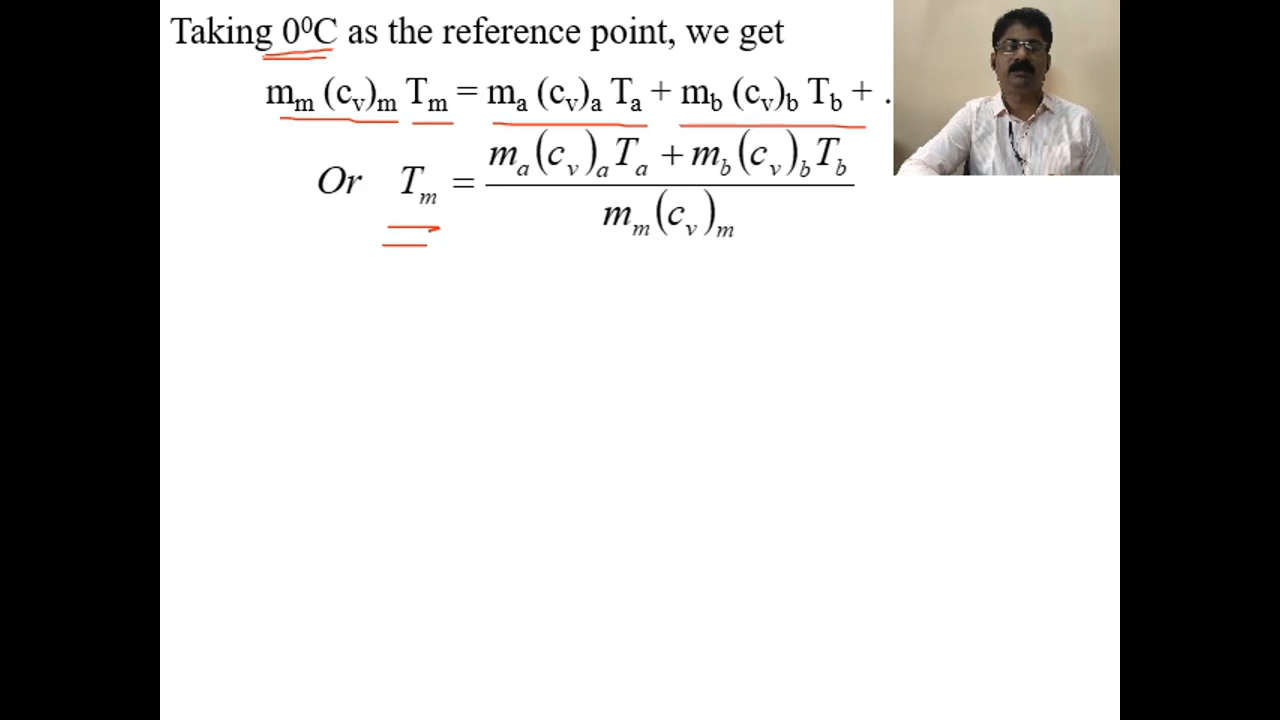 Taking 0⁰C as the reference point, we get
mₘ (cᵥ)ₘ Tₘ = mₐ (cᵥ)ₐ Tₐ + m_b (cᵥ)_b T_b + .
Or Tₘ = \frac{mₐ(cᵥ)ₐTₐ + m_b(cᵥ)_bT_b}{mₘ(cᵥ)ₘ}